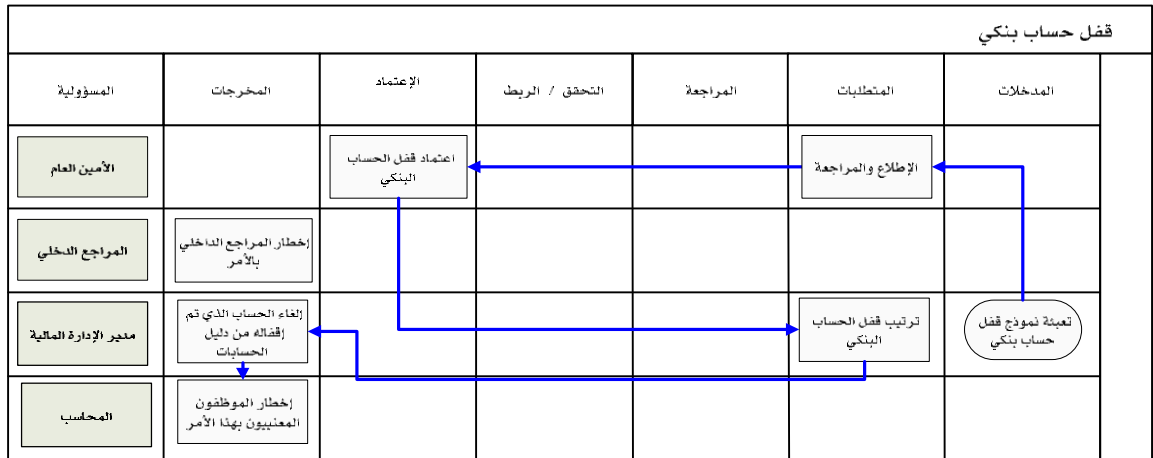 قفل حساب بنكي
المدخلات
المتطلبات
المراجعة
التحقق / الربط
الإعتماد
المخرجات
المسؤولية
الإطلاع والمراجعة
اعتماد قفل الحساب
البنكي
الأمين العام
إخطار المراجع الداخلي
بالأمر
المراجع الدخلي
تعبئة نموذج قفل
حساب بنكي
ترتيب قفل الحساب
البنكي
إلغاء الحساب الذي تم
إقفاله من دليل
الحسابات
مدير الإدارة المالية
إخطار الموظفون
المعنييون بهذا الأمر
المحاسب